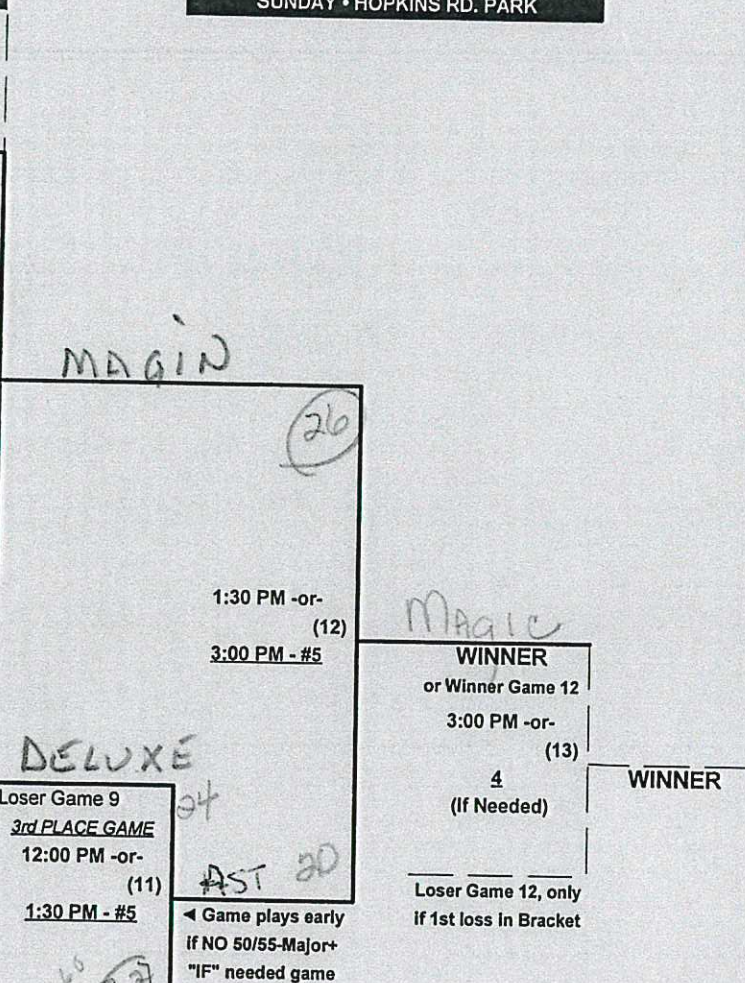 SUNDAY • HOPKINS RD. PARK
MAGIN
26
1:30 PM -or-
(12)
3:00 PM - #5
MAGIC
WINNER
or Winner Game 12
3:00 PM -or-
(13)
4
(If Needed)
WINNER
Loser Game 12, only
if 1st loss in Bracket
DELUXE
Loser Game 9
24
3rd PLACE GAME
12:00 PM -or-
(11)
1:30 PM - #5
AST 20
◄ Game plays early
if NO 50/55-Major+
"IF" needed game